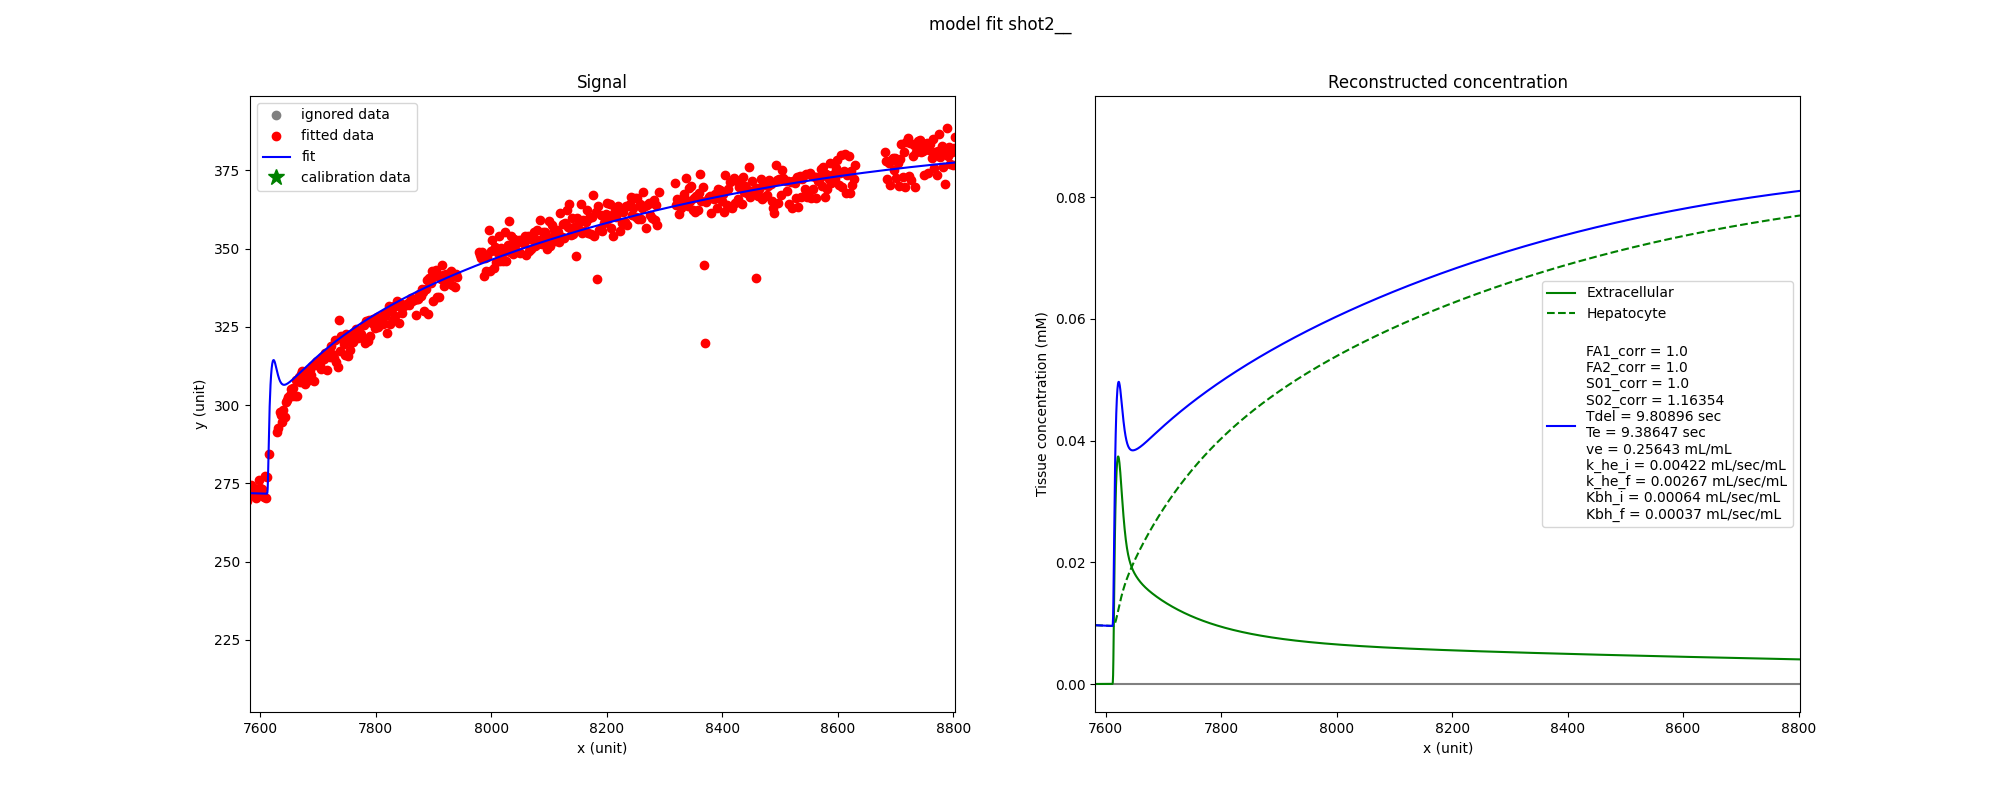 model fit shot2__
Signal
ignored data
fitted data
fit
calibration data
375
350
325
300
275
250
225
y (unit)
7600 7800 8000 8200 8400 8600 8800
x (unit)
Reconstructed concentration
0.08
0.06
0.04
0.02
0.00
Tissue concentration (mM)
Extracellular
Hepatocyte
FA1_corr = 1.0
FA2_corr = 1.0
S01_corr = 1.0
S02_corr = 1.16354
Tdel = 9.80896 sec
Te = 9.38647 sec
ve = 0.25643 mL/mL
k_he_i = 0.00422 mL/sec/mL
k_he_f = 0.00267 mL/sec/mL
Kbh_i = 0.00064 mL/sec/mL
Kbh_f = 0.00037 mL/sec/mL
7600 7800 8000 8200 8400 8600 8800
x (unit)